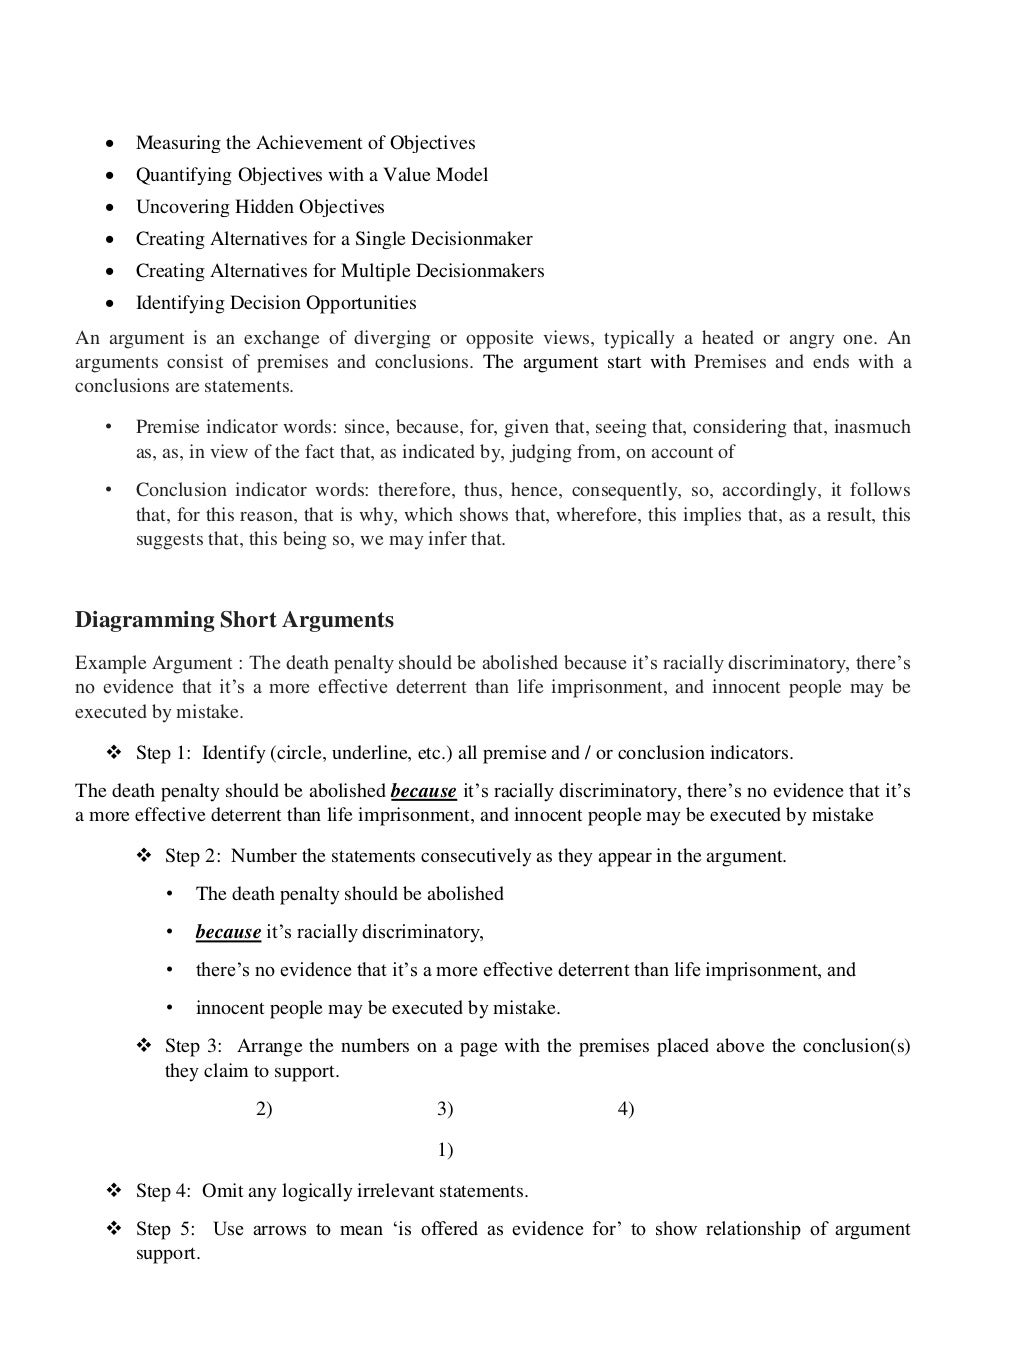 • Measuring the Achievement of Objectives
• Quantifying Objectives with a Value Model
• Uncovering Hidden Objectives
• Creating Alternatives for a Single Decisionmaker
• Creating Alternatives for Multiple Decisionmakers
• Identifying Decision Opportunities
An argument is an exchange of diverging or opposite views, typically a heated or angry one. An
arguments consist of premises and conclusions. The argument start with Premises and ends with a
conclusions are statements.
• Premise indicator words: since, because, for, given that, seeing that, considering that, inasmuch
as, as, in view of the fact that, as indicated by, judging from, on account of
• Conclusion indicator words: therefore, thus, hence, consequently, so, accordingly, it follows
that, for this reason, that is why, which shows that, wherefore, this implies that, as a result, this
suggests that, this being so, we may infer that.
Diagramming Short Arguments
Example Argument : The death penalty should be abolished because it’s racially discriminatory, there’s
no evidence that it’s a more effective deterrent than life imprisonment, and innocent people may be
executed by mistake.
❖ Step 1: Identify (circle, underline, etc.) all premise and / or conclusion indicators.
The death penalty should be abolished because it’s racially discriminatory, there’s no evidence that it’s
a more effective deterrent than life imprisonment, and innocent people may be executed by mistake
❖ Step 2: Number the statements consecutively as they appear in the argument.
• The death penalty should be abolished
• because it’s racially discriminatory,
• there’s no evidence that it’s a more effective deterrent than life imprisonment, and
• innocent people may be executed by mistake.
❖ Step 3: Arrange the numbers on a page with the premises placed above the conclusion(s)
they claim to support.
2) 3) 4)
1)
❖ Step 4: Omit any logically irrelevant statements.
❖ Step 5: Use arrows to mean ‘is offered as evidence for’ to show relationship of argument
support.